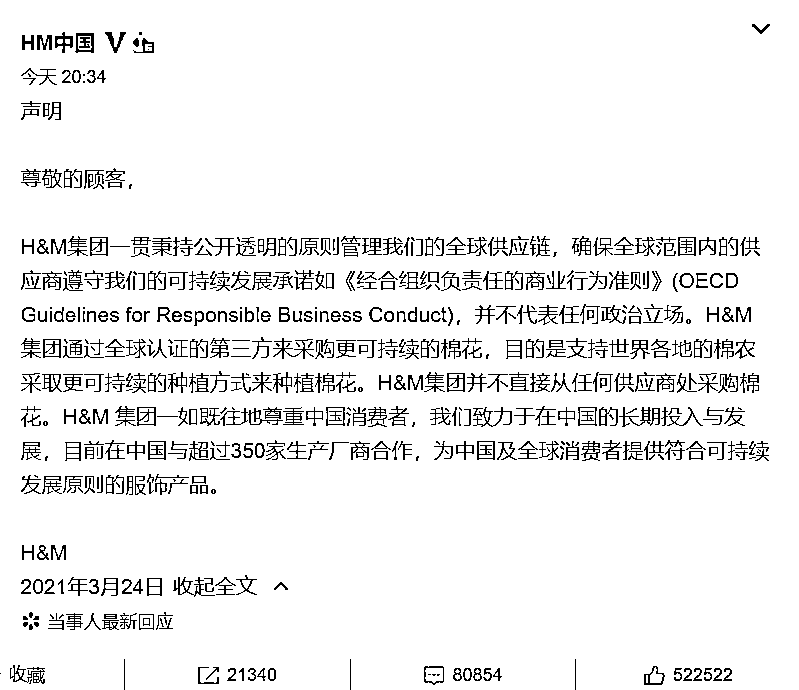 HM中国
今天 20:34
声明
尊敬的顾客，
H&M集团一贯秉持公开透明的原则管理我们的全球供应链，确保全球范围内的供
应商遵守我们的可持续发展承诺如《经合组织负责任的商业行为准则》(OECD
Guidelines for Responsible Business Conduct)，并不代表任何政治立场。H&M
集团通过全球认证的第三方来采购更可持续的棉花，目的是支持世界各地的棉农
采取更可持续的种植方式来种植棉花。H&M集团并不直接从任何供应商处采购棉
花。H&M 集团一如既往地尊重中国消费者，我们致力于在中国的长期投入与发
展，目前在中国与超过350家生产厂商合作，为中国及全球消费者提供符合可持续
发展原则的服饰产品。
H&M
2021年3月24日 收起全文
当事人最新回应
收藏 21340 80854 522522